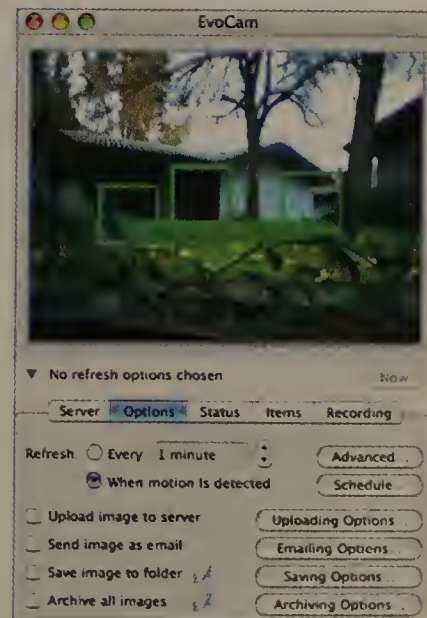 EvoCam
No refresh options chosen Now
Server Options Status Items Recording
Refresh: Every 1 minute Advanced...
When motion is detected Schedule...
Upload image to server Uploading Options...
Send image as email Emailing Options...
Save image to folder Saving Options...
Archive all images Archiving Options...